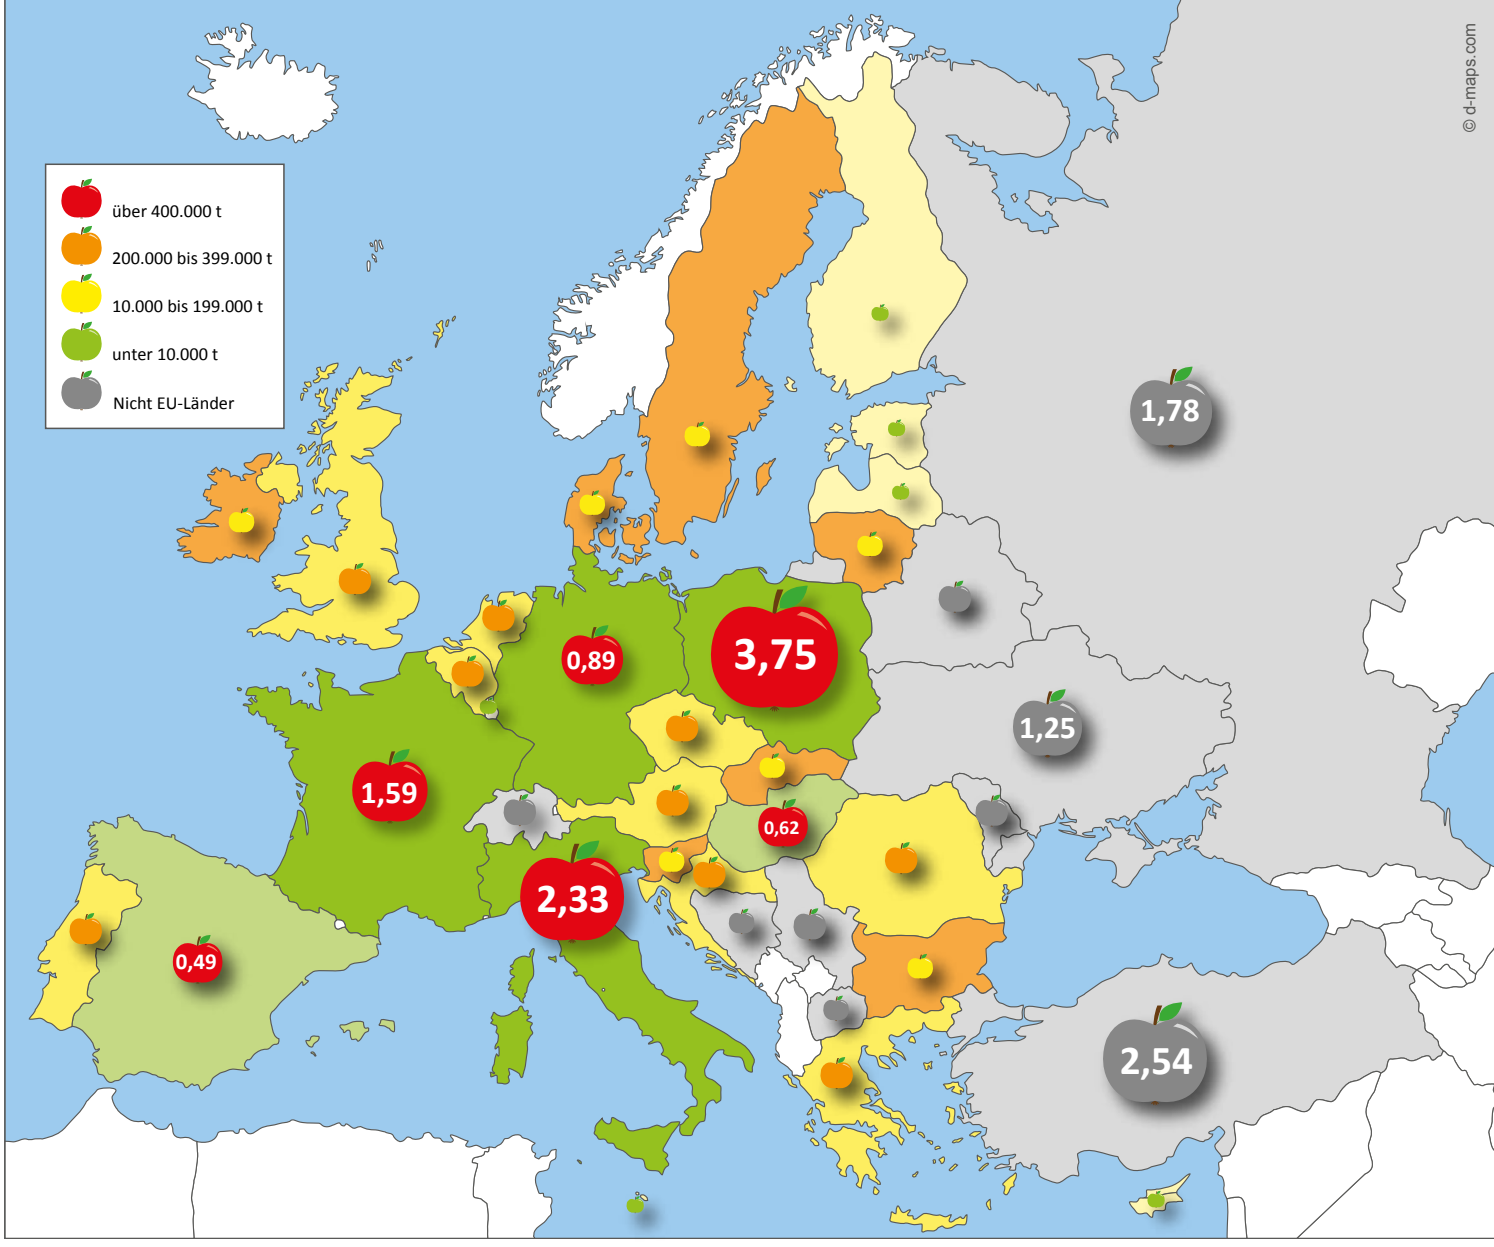 © d-maps.com
über 400.000 t
200.000 bis 399.000 t
10.000 bis 199.000 t
unter 10.000 t
Nicht EU-Länder
1,78
3,75
0,89
1,25
1,59
0,62
2,33
0,49
2,54